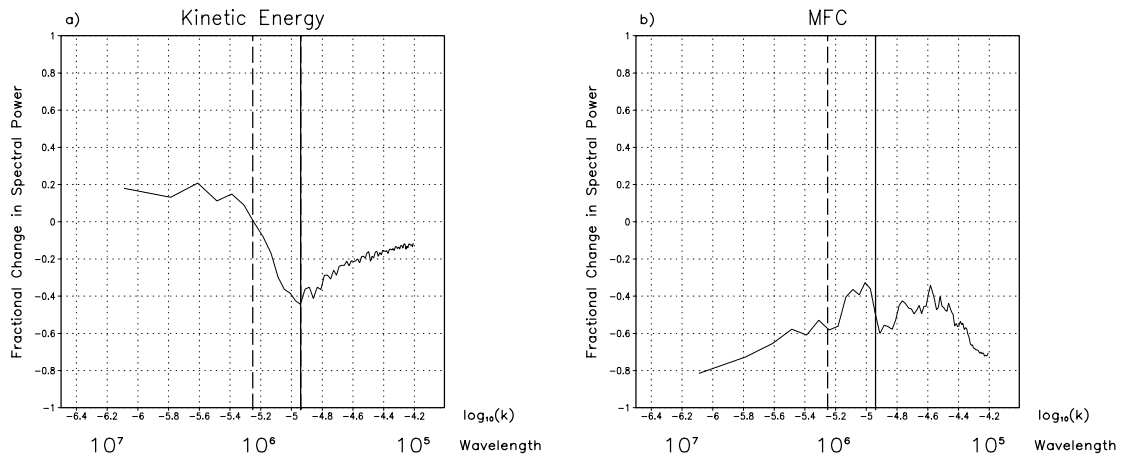 a) Kinetic Energy
Fractional Change in Spectral Power
1
0.8
0.6
0.4
0.2
0
-0.2
-0.4
-0.6
-0.8
-1
-6.4 -6.2 -6 -5.8 -5.6 -5.4 -5.2 -5 -4.8 -4.6 -4.4 -4.2 log₁₀(k)
10⁷ 10⁶ 10⁵ Wavelength
b) MFC
Fractional Change in Spectral Power
1
0.8
0.6
0.4
0.2
0
-0.2
-0.4
-0.6
-0.8
-1
-6.4 -6.2 -6 -5.8 -5.6 -5.4 -5.2 -5 -4.8 -4.6 -4.4 -4.2 log₁₀(k)
10⁷ 10⁶ 10⁵ Wavelength